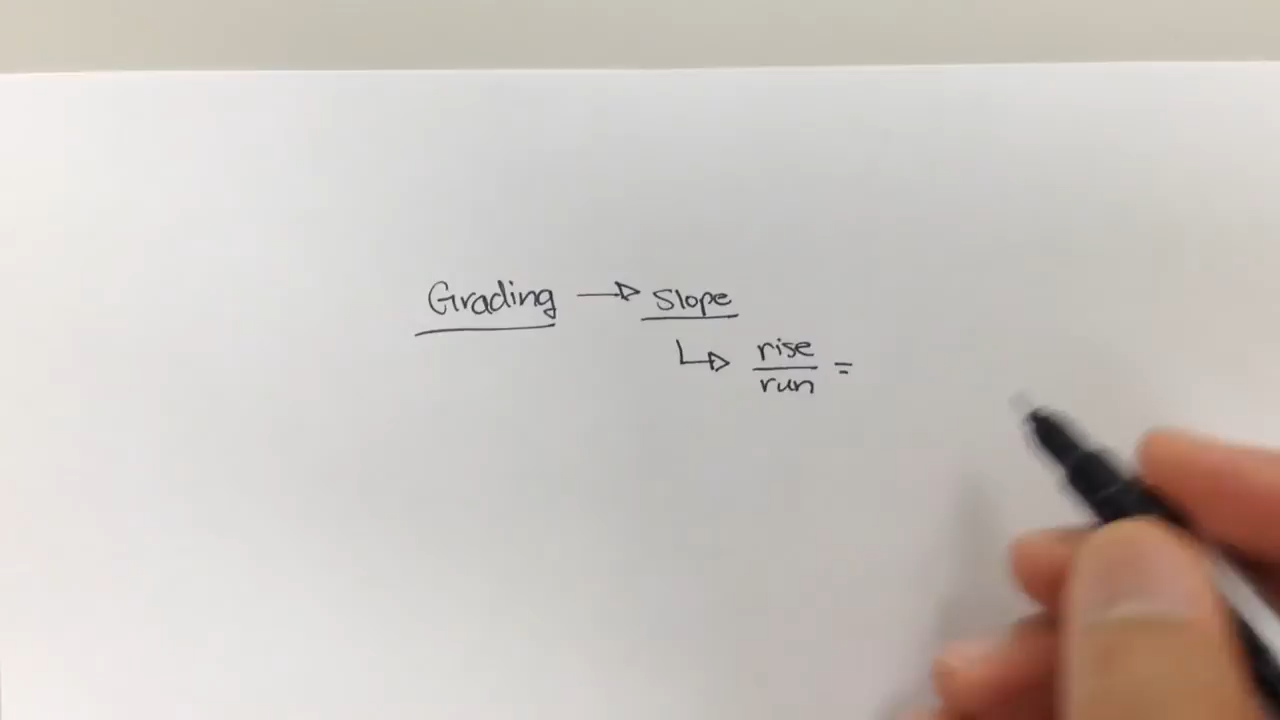 Grading → slope
↳ rise
run =